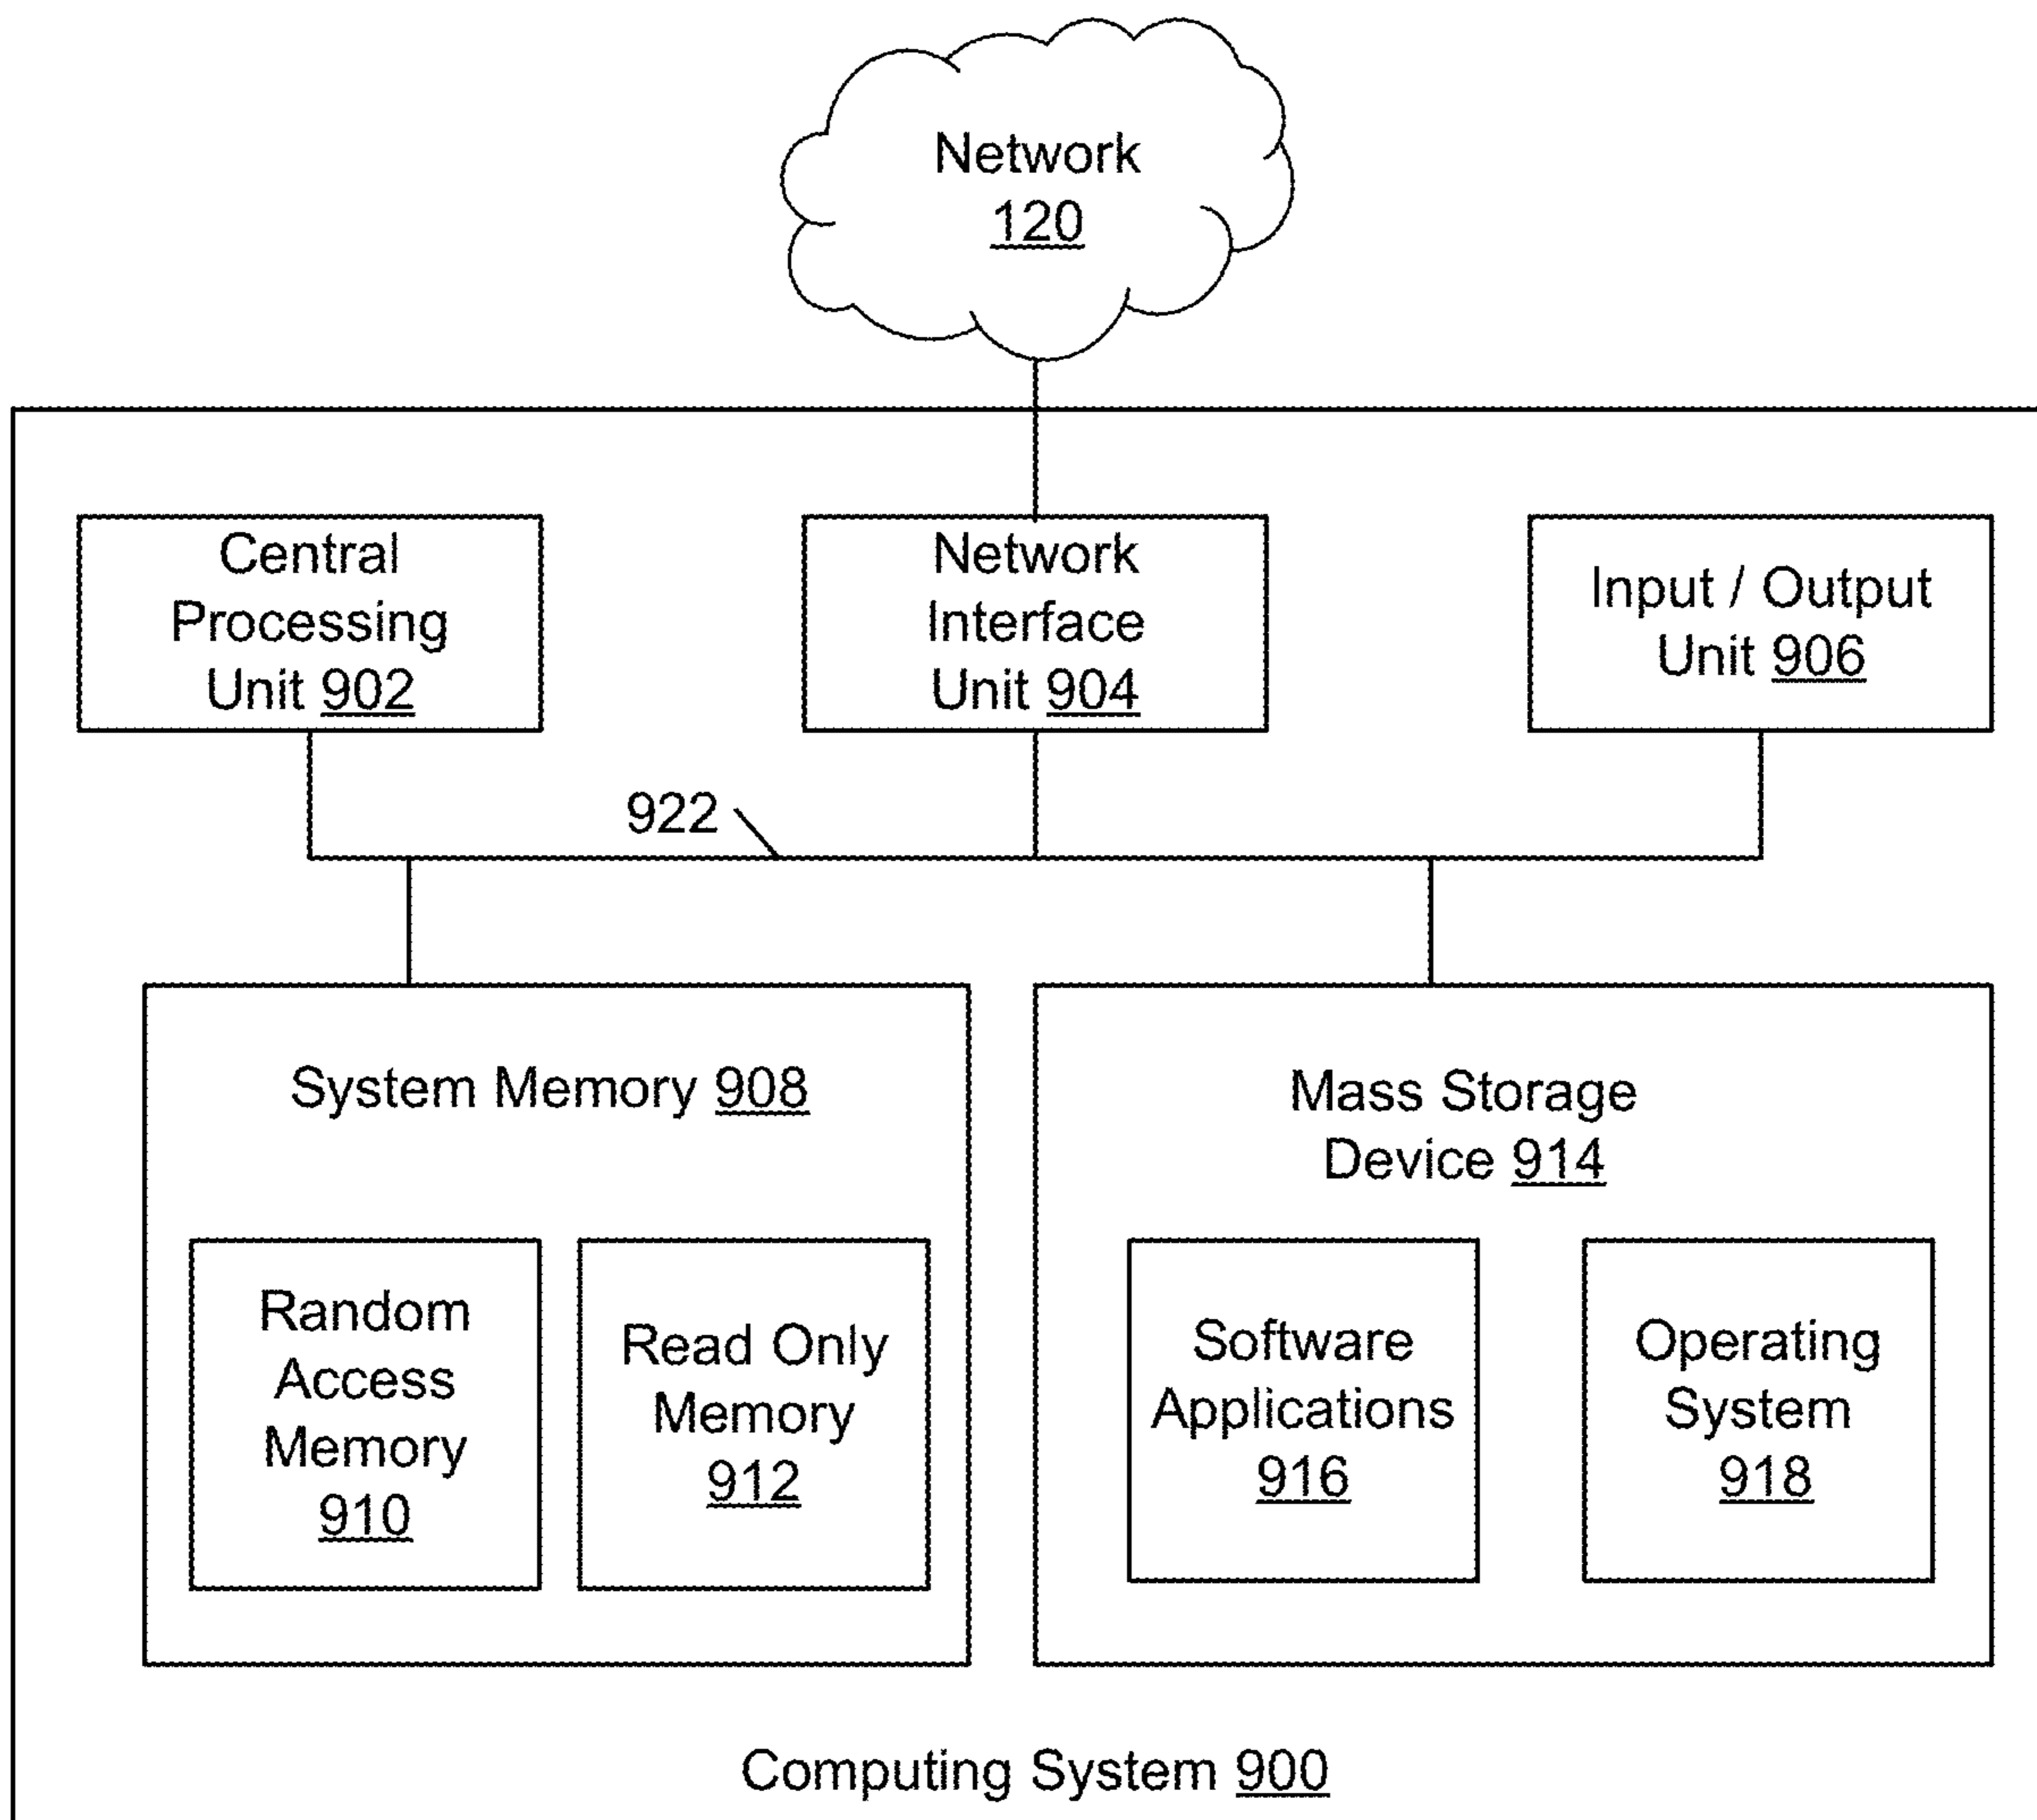 Network
120
Central
Processing
Unit 902
Network
Interface
Unit 904
Input / Output
Unit 906
922
System Memory 908
Mass Storage
Device 914
Random
Access
Memory
910
Read Only
Memory
912
Software
Applications
916
Operating
System
918
Computing System 900